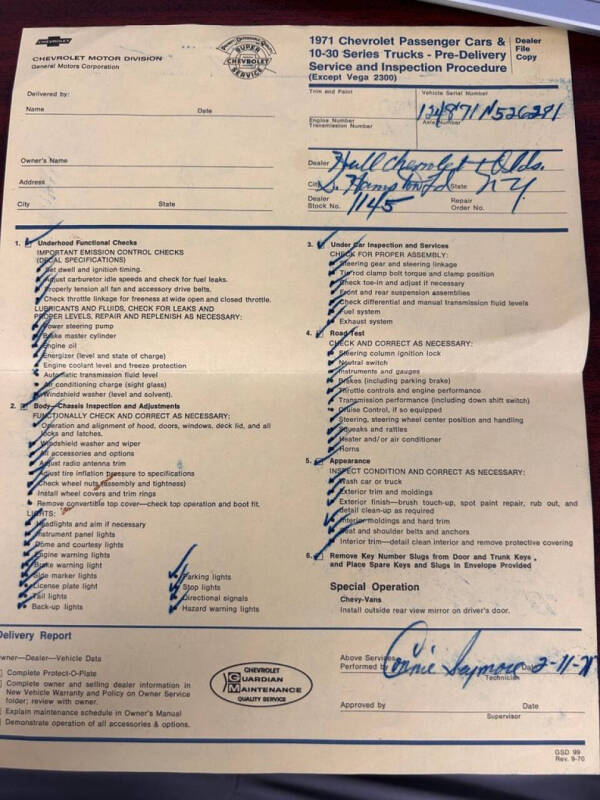 CHEVROLET
CHEVROLET MOTOR DIVISION
General Motors Corporation
SUPER
CHEVROLET
SERVICE
1971 Chevrolet Passenger Cars &
10-30 Series Trucks - Pre-Delivery
Service and Inspection Procedure
(Except Vega 2300)
Dealer
File
Copy
Delivered by:
Name Date
Owner's Name
Address
City State
Trim and Paint
Vehicle Serial Number
124871N526281
Engine Number
Transmission Number
Axle Number
Dealer Hull Chevrolet & Olds.
City S. Hampton State N.Y.
Dealer
Stock No. 1145
Repair
Order No.
1. Underhood Functional Checks
IMPORTANT EMISSION CONTROL CHECKS
(DECAL SPECIFICATIONS)
Set dwell and ignition timing.
Adjust carburetor idle speeds and check for fuel leaks.
Properly tension all fan and accessory drive belts.
Check throttle linkage for freeness at wide open and closed throttle.
LUBRICANTS AND FLUIDS, CHECK FOR LEAKS AND
PROPER LEVELS, REPAIR AND REPLENISH AS NECESSARY:
Power steering pump
Brake master cylinder
Engine oil
Energizer (level and state of charge)
Engine coolant level and freeze protection
Automatic transmission fluid level
Air conditioning charge (sight glass)
Windshield washer (level and solvent).
2. Body—Chassis Inspection and Adjustments
FUNCTIONALLY CHECK AND CORRECT AS NECESSARY:
Operation and alignment of hood, doors, windows, deck lid, and all
locks and latches.
Windshield washer and wiper
All accessories and options
Adjust radio antenna trim
Adjust tire inflation pressure to specifications
Check wheel nuts (assembly and tightness)
Install wheel covers and trim rings
• Remove convertible top cover—check top operation and boot fit.
LIGHTS:
Headlights and aim if necessary
Instrument panel lights
Dome and courtesy lights
Engine warning lights
Brake warning light
Side marker lights
License plate light
Tail lights
Back-up lights
Parking lights
Stop lights
Directional signals
Hazard warning lights
3. Under Car Inspection and Services
CHECK FOR PROPER ASSEMBLY:
Steering gear and steering linkage
Tie rod clamp bolt torque and clamp position
Check toe-in and adjust if necessary
Front and rear suspension assemblies
Check differential and manual transmission fluid levels
Fuel system
Exhaust system
4. Road Test
CHECK AND CORRECT AS NECESSARY:
Steering column ignition lock
Neutral switch
Instruments and gauges
Brakes (including parking brake)
Throttle controls and engine performance
Transmission performance (including down shift switch)
Cruise Control, if so equipped
Steering, steering wheel center position and handling
Squeaks and rattles
Heater and/or air conditioner
Horns
5. Appearance
INSPECT CONDITION AND CORRECT AS NECESSARY:
Wash car or truck
Exterior trim and moldings
Exterior finish—brush touch-up, spot paint repair, rub out, and
detail clean-up as required
Interior moldings and hard trim
Seat and shoulder belts and anchors
Interior trim—detail clean interior and remove protective covering
6. Remove Key Number Slugs from Door and Trunk Keys,
and Place Spare Keys and Slugs in Envelope Provided
Special Operation
Chevy-Vans
Install outside rear view mirror on driver's door.
Delivery Report
Owner—Dealer—Vehicle Data
Complete Protect-O-Plate
Complete owner and selling dealer information in
New Vehicle Warranty and Policy on Owner Service
folder; review with owner.
Explain maintenance schedule in Owner's Manual
Demonstrate operation of all accessories & options.
CHEVROLET
GUARDIAN
MAINTENANCE
QUALITY SERVICE
Above Services
Performed by Connie Seymore Date 2-11-71
Technician
Approved by Date
Supervisor
GSD 99
Rev. 9-70